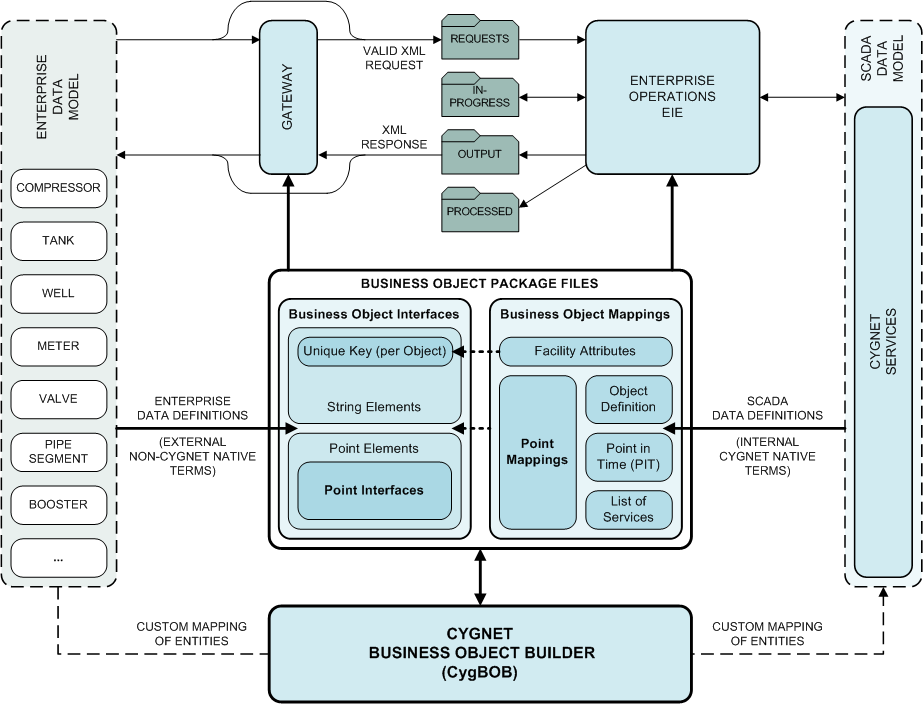 ENTERPRISE
DATA
MODEL
COMPRESSOR
TANK
WELL
METER
VALVE
PIPE
SEGMENT
BOOSTER
...
GATEWAY
VALID XML
REQUEST
XML
RESPONSE
REQUESTS
IN-
PROGRESS
OUTPUT
PROCESSED
ENTERPRISE
OPERATIONS
EIE
SCADA
DATA
MODEL
CYGNET
SERVICES
BUSINESS OBJECT PACKAGE FILES
Business Object Interfaces
Unique Key (per Object)
String Elements
Point Elements
Point Interfaces
Business Object Mappings
Facility Attributes
Point
Mappings
Object
Definition
Point in
Time (PIT)
List of
Services
ENTERPRISE
DATA DEFINITIONS
(EXTERNAL
NON-CYGNET NATIVE
TERMS)
SCADA
DATA DEFINITIONS
(INTERNAL
CYGNET NATIVE
TERMS)
CUSTOM MAPPING
OF ENTITIES
CYGNET
BUSINESS OBJECT BUILDER
(CygBOB)
CUSTOM MAPPING
OF ENTITIES